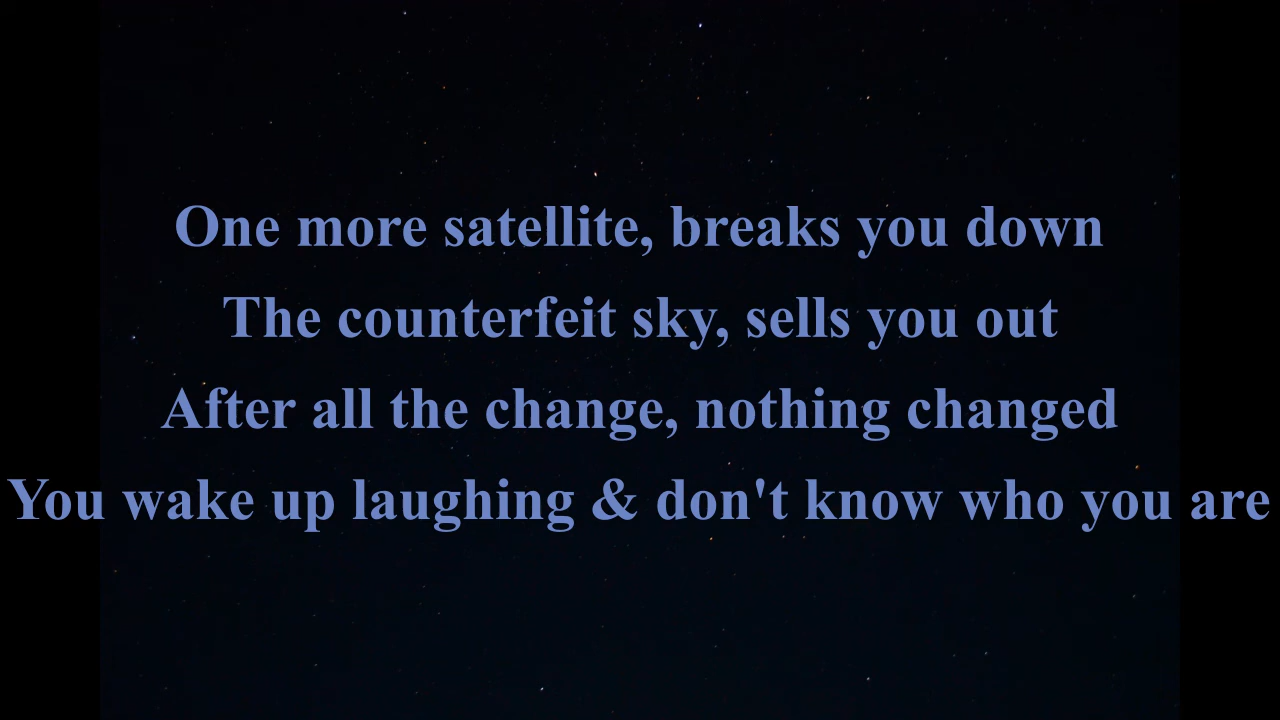 One more satellite, breaks you down
The counterfeit sky, sells you out
After all the change, nothing changed
You wake up laughing & don't know who you are